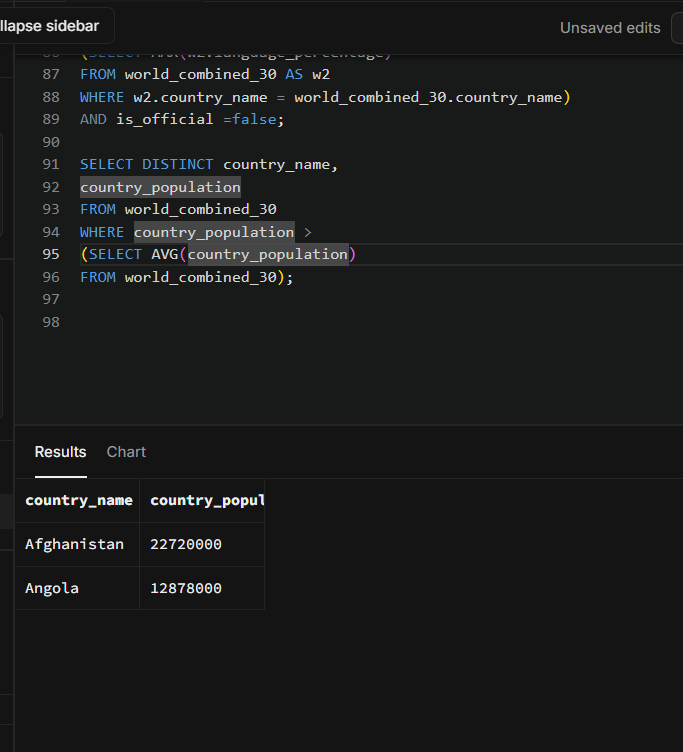 llapse sidebar
Unsaved edits
87 FROM world_combined_30 AS w2
88 WHERE w2.country_name = world_combined_30.country_name)
89 AND is_official =false;
90
91 SELECT DISTINCT country_name,
92 country_population
93 FROM world_combined_30
94 WHERE country_population >
95 (SELECT AVG(country_population)
96 FROM world_combined_30);
97
98
Results Chart
country_name country_popul
Afghanistan 22720000
Angola 12878000